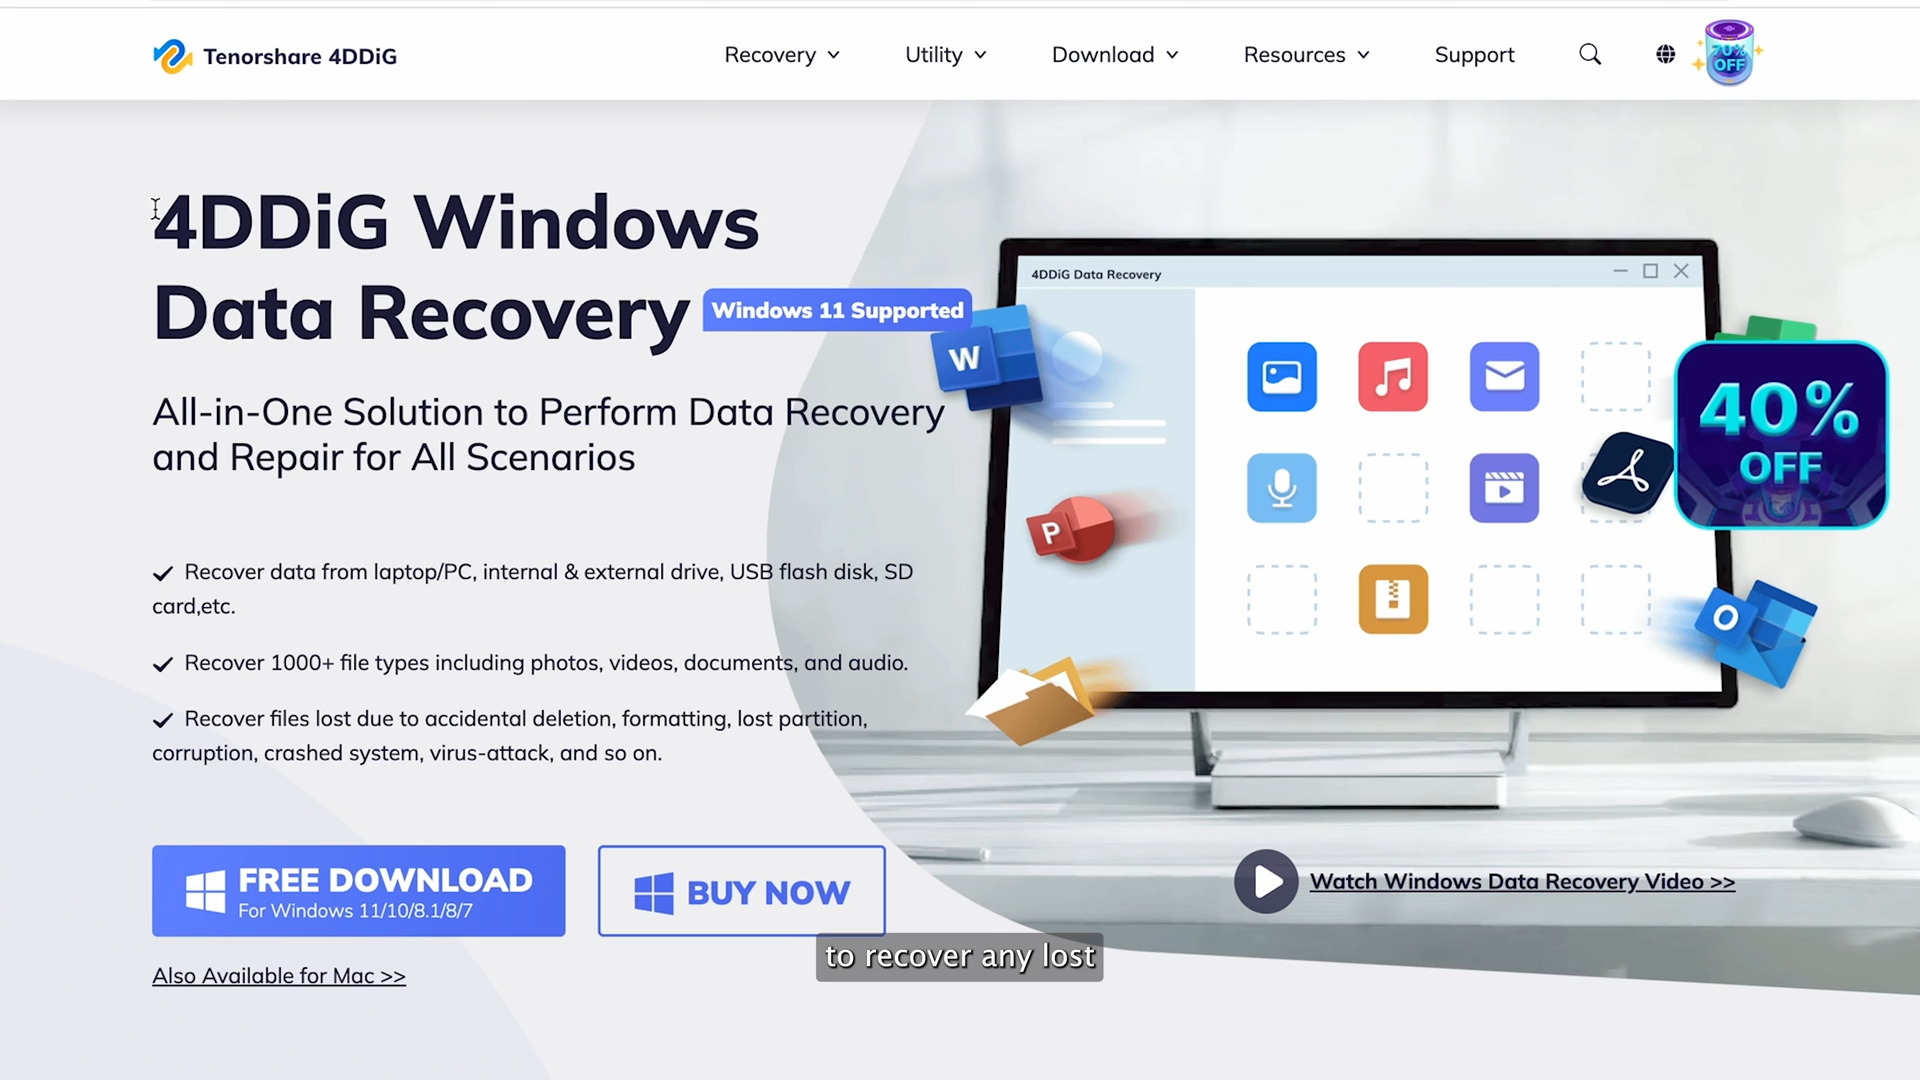 Tenorshare 4DDiG
Recovery
Utility
Download
Resources
Support
70%
OFF
4DDiG Windows
Data Recovery
Windows 11 Supported
All-in-One Solution to Perform Data Recovery
and Repair for All Scenarios
Recover data from laptop/PC, internal & external drive, USB flash disk, SD
card,etc.
Recover 1000+ file types including photos, videos, documents, and audio.
Recover files lost due to accidental deletion, formatting, lost partition,
corruption, crashed system, virus-attack, and so on.
4DDiG Data Recovery
W
P
O
40%
OFF
FREE DOWNLOAD
For Windows 11/10/8.1/8/7
BUY NOW
Watch Windows Data Recovery Video >>
to recover any lost
Also Available for Mac >>